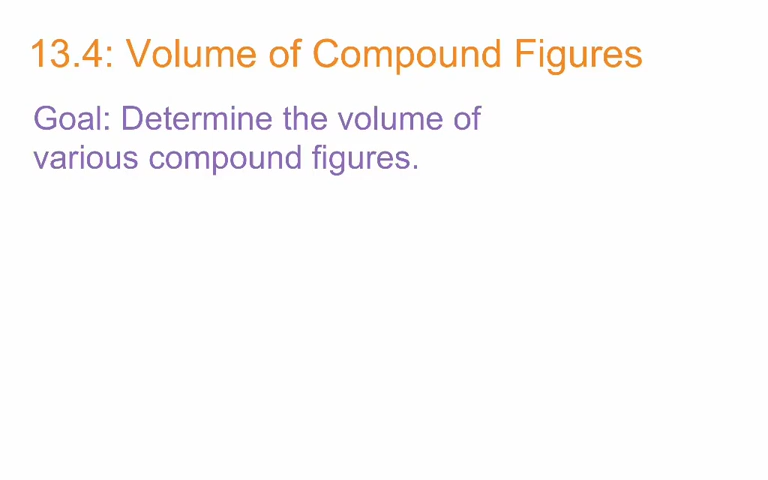 13.4: Volume of Compound Figures
Goal: Determine the volume of
various compound figures.